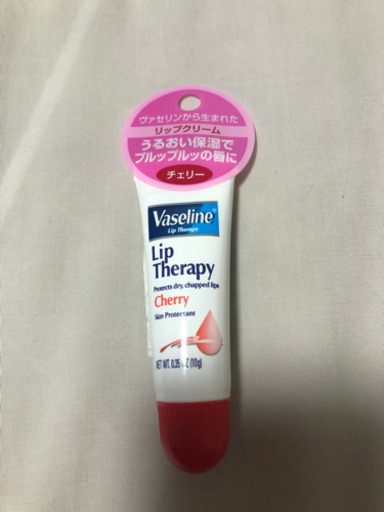 ヴァセリンから生まれた
リップクリーム
うるおい保湿で
プルップルッの唇に
チェリー
Vaseline®
Lip Therapy
Lip
Therapy
Protects dry, chapped lips
Cherry
Skin Protectant
NET WT. 0.35 OZ (10g)